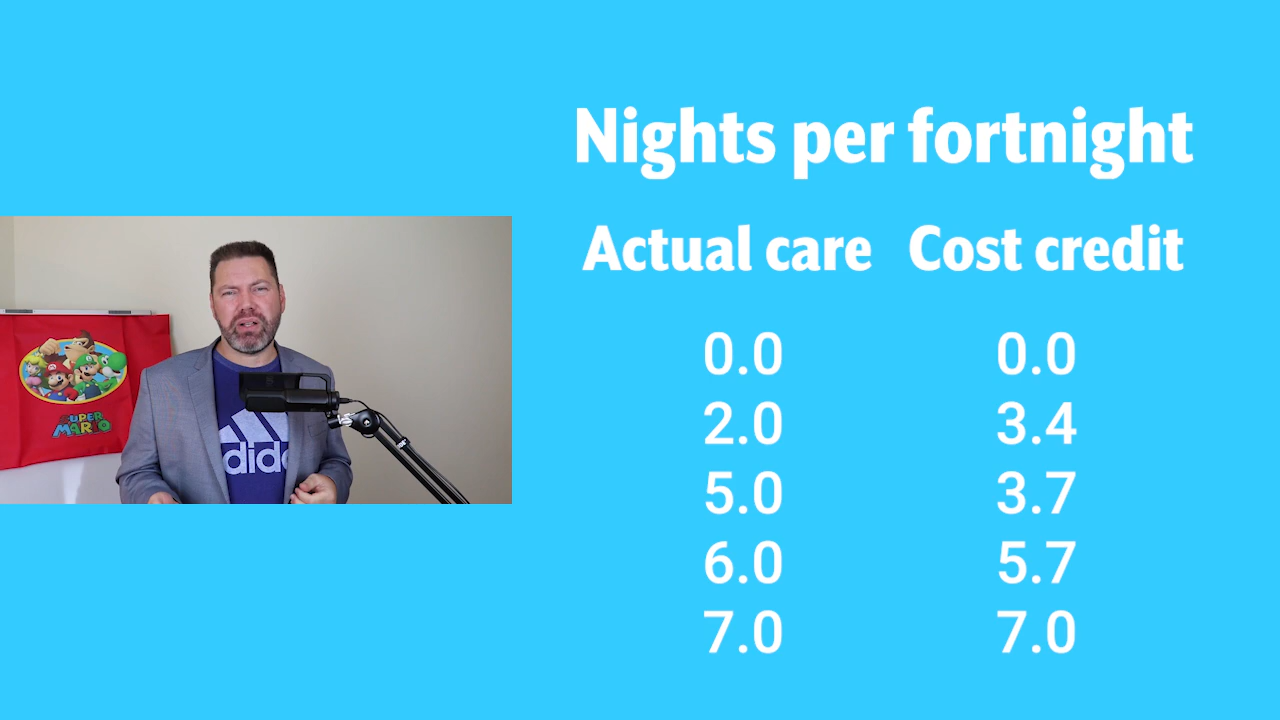 Nights per fortnight
Actual care Cost credit
0.0 0.0
2.0 3.4
5.0 3.7
6.0 5.7
7.0 7.0
SUPER
MARIO
adidas